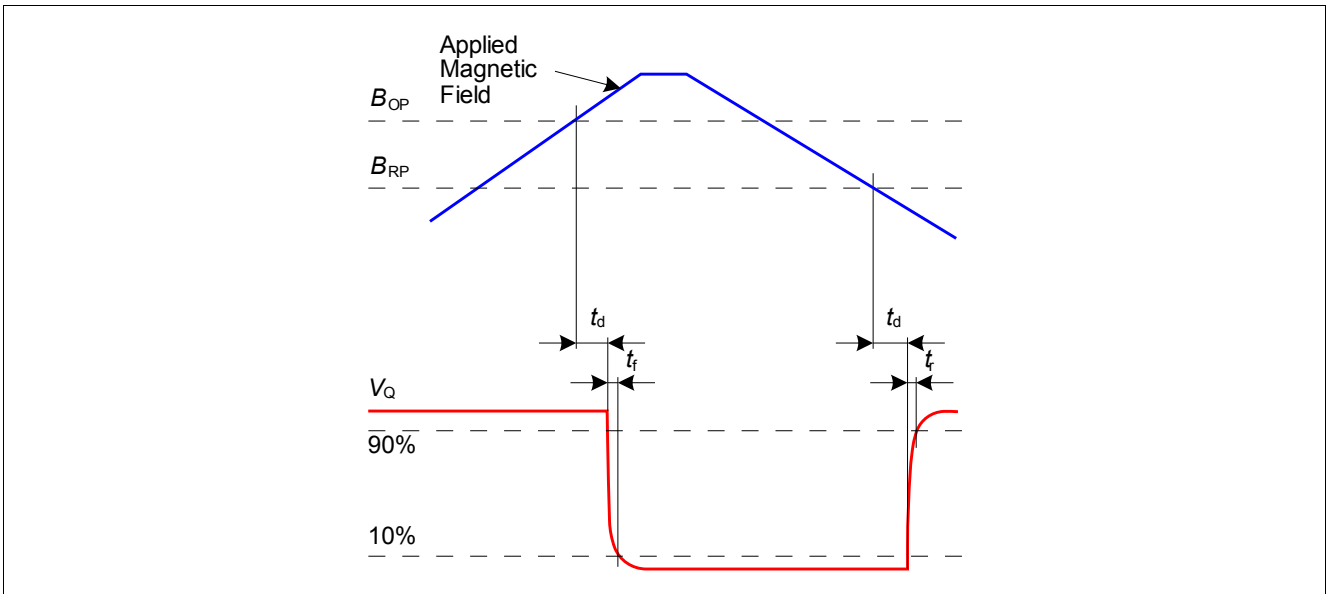 Applied
Magnetic
Field
BOP
BRP
td
td
tf
tr
VQ
90%
10%